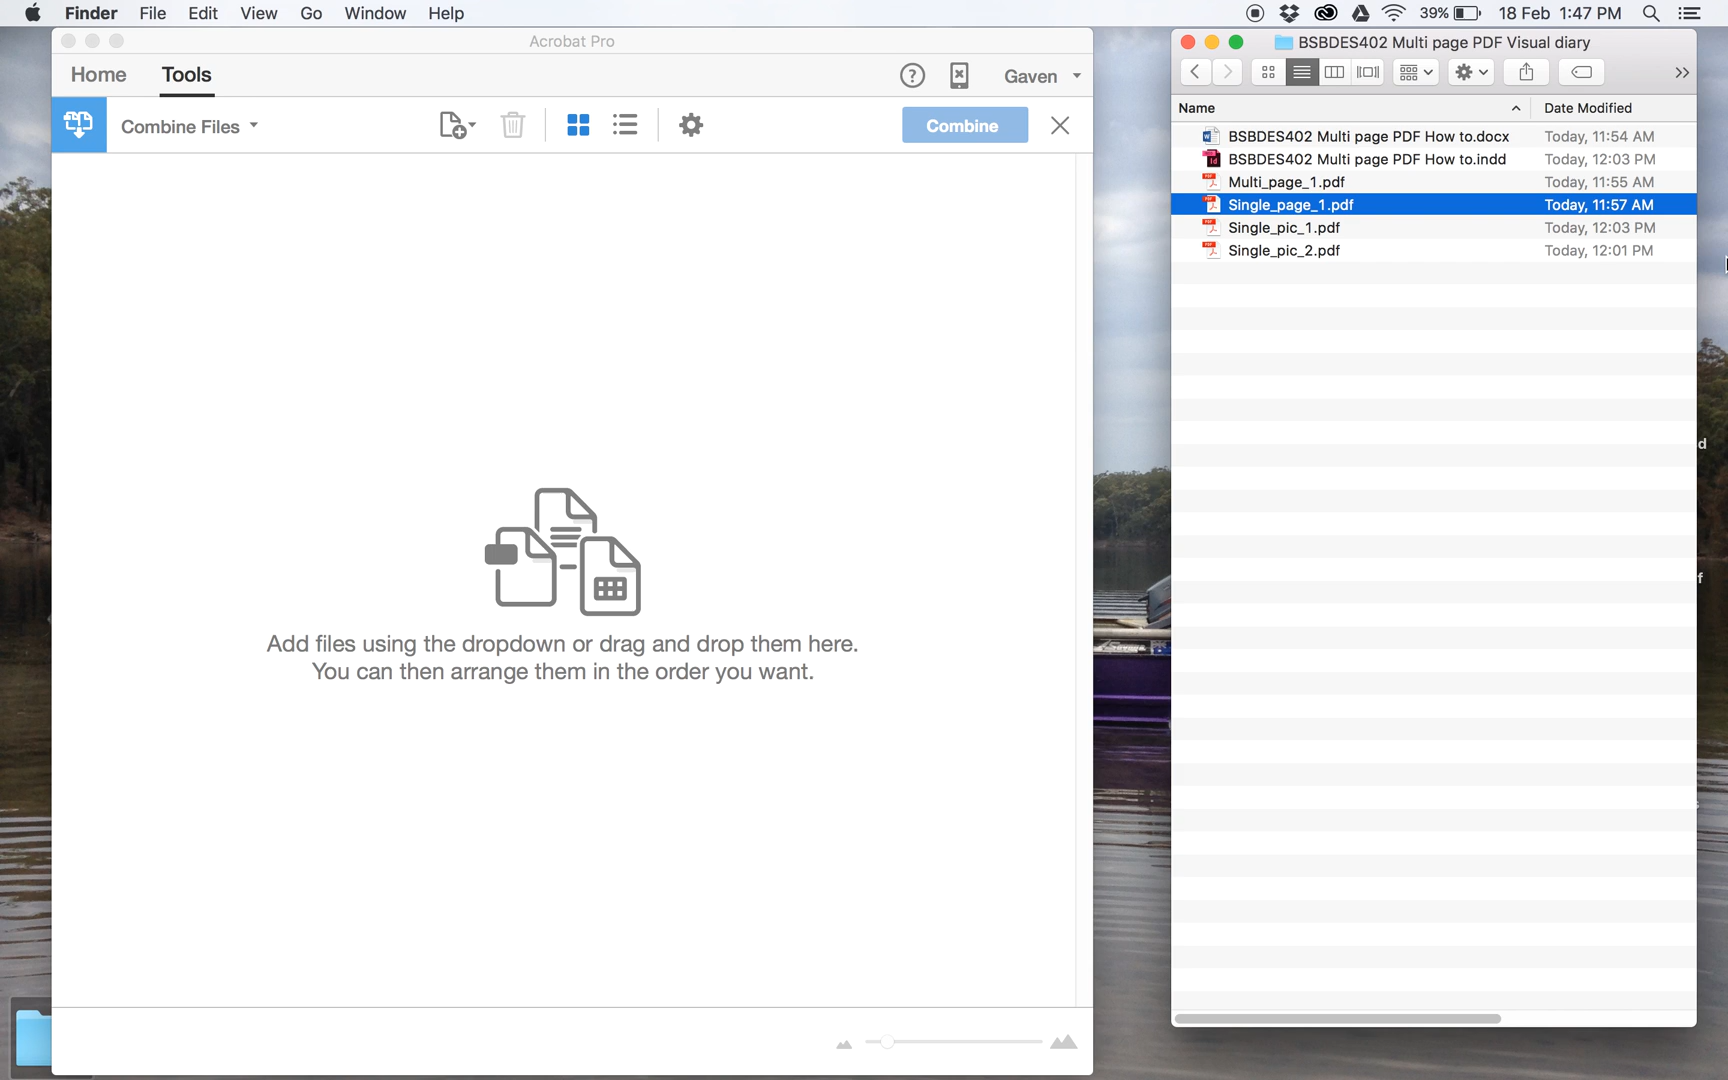 Finder File Edit View Go Window Help
39% 18 Feb 1:47 PM
Acrobat Pro
Home Tools
Gaven
Combine Files
Combine
Add files using the dropdown or drag and drop them here.
You can then arrange them in the order you want.
BSBDES402 Multi page PDF Visual diary
Name Date Modified
BSBDES402 Multi page PDF How to.docx Today, 11:54 AM
BSBDES402 Multi page PDF How to.indd Today, 12:03 PM
Multi_page_1.pdf Today, 11:55 AM
Single_page_1.pdf Today, 11:57 AM
Single_pic_1.pdf Today, 12:03 PM
Single_pic_2.pdf Today, 12:01 PM
d
f